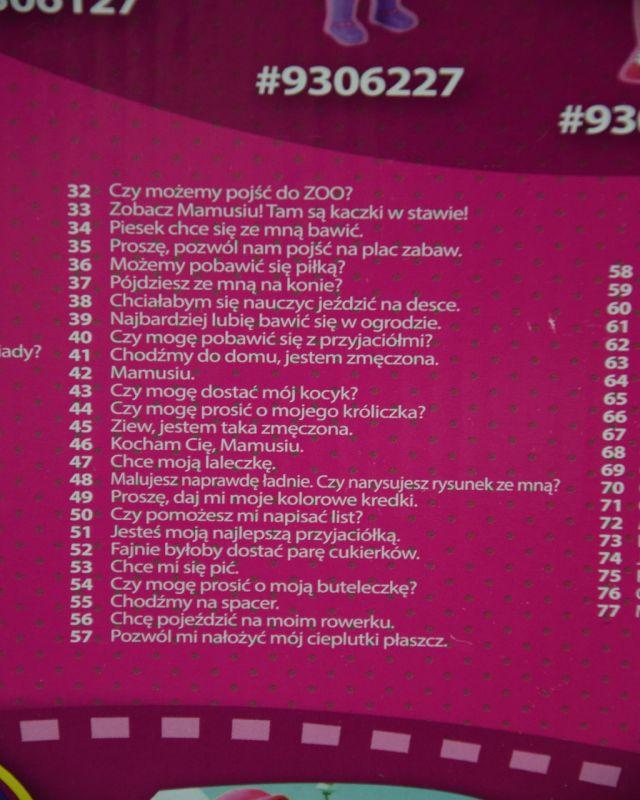 #9306227
32 Czy możemy pojść do ZOO?
33 Zobacz Mamusiu! Tam są kaczki w stawie!
34 Piesek chce się ze mną bawić.
35 Proszę, pozwól nam pojść na plac zabaw.
36 Możemy pobawić się piłką?
37 Pójdziesz ze mną na konie?
38 Chciałabym się nauczyc jeździć na desce.
39 Najbardziej lubię bawić się w ogrodzie.
40 Czy mogę pobawić się z przyjaciółmi?
41 Chodźmy do domu, jestem zmęczona.
42 Mamusiu.
43 Czy mogę dostać mój kocyk?
44 Czy mogę prosić o mojego króliczka?
45 Ziew, jestem taka zmęczona.
46 Kocham Cię, Mamusiu.
47 Chce moją laleczkę.
48 Malujesz naprawdę ładnie. Czy narysujesz rysunek ze mną?
49 Proszę, daj mi moje kolorowe kredki.
50 Czy pomożesz mi napisać list?
51 Jesteś moją najlepszą przyjaciółką.
52 Fajnie byłoby dostać parę cukierków.
53 Chce mi się pić.
54 Czy mogę prosić o moją buteleczkę?
55 Chodźmy na spacer.
56 Chcę pojeździć na moim rowerku.
57 Pozwól mi nałożyć mój cieplutki płaszcz.
58
59
60
61
62
63
64
65
66
67
68
69
70
71
72
73
74
75
76
77